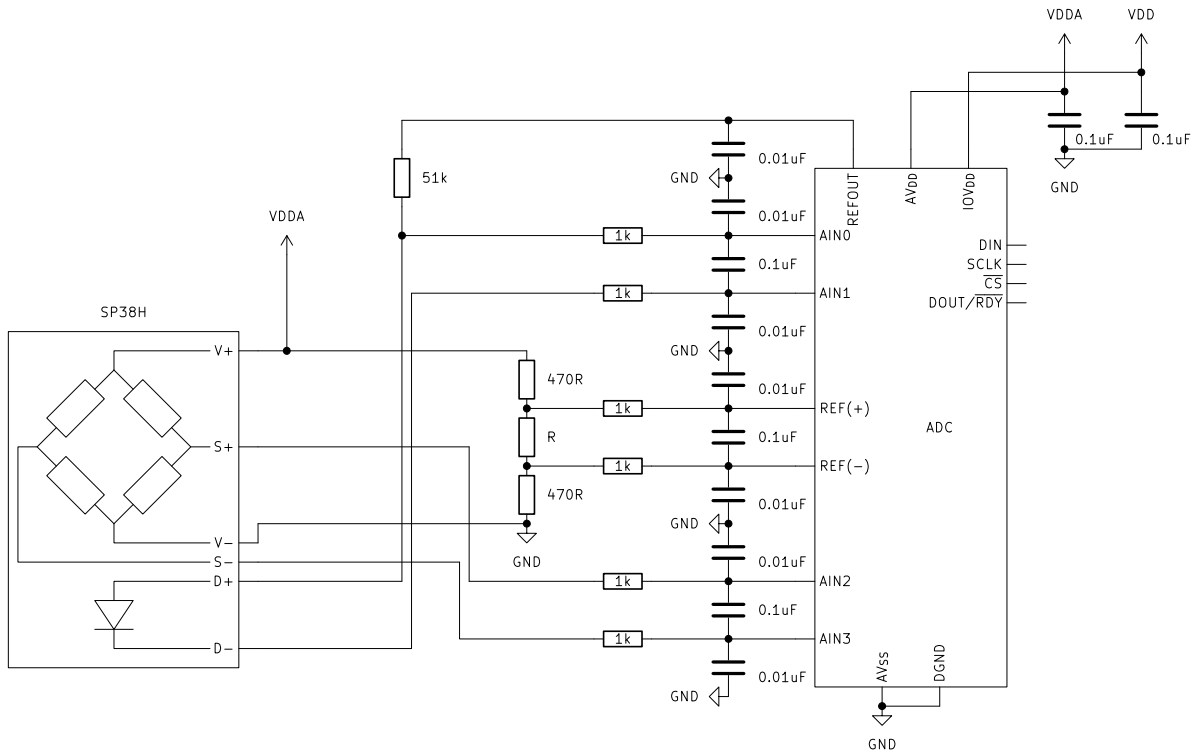 VDDA VDD
0.1uF 0.1uF
GND
0.01uF
GND
0.01uF
51k
REFOUT
AVDD
IOVDD
VDDA
1k
AIN0
0.1uF
DIN
SCLK
CS
DOUT/RDY
1k
AIN1
0.01uF
SP38H
V+
GND
470R
0.01uF
1k
REF(+)
ADC
S+
R
0.1uF
1k
REF(-)
470R
0.01uF
GND
V-
GND
0.01uF
S-
D+
1k
AIN2
0.1uF
D-
1k
AIN3
0.01uF
GND
AVSS
DGND
GND